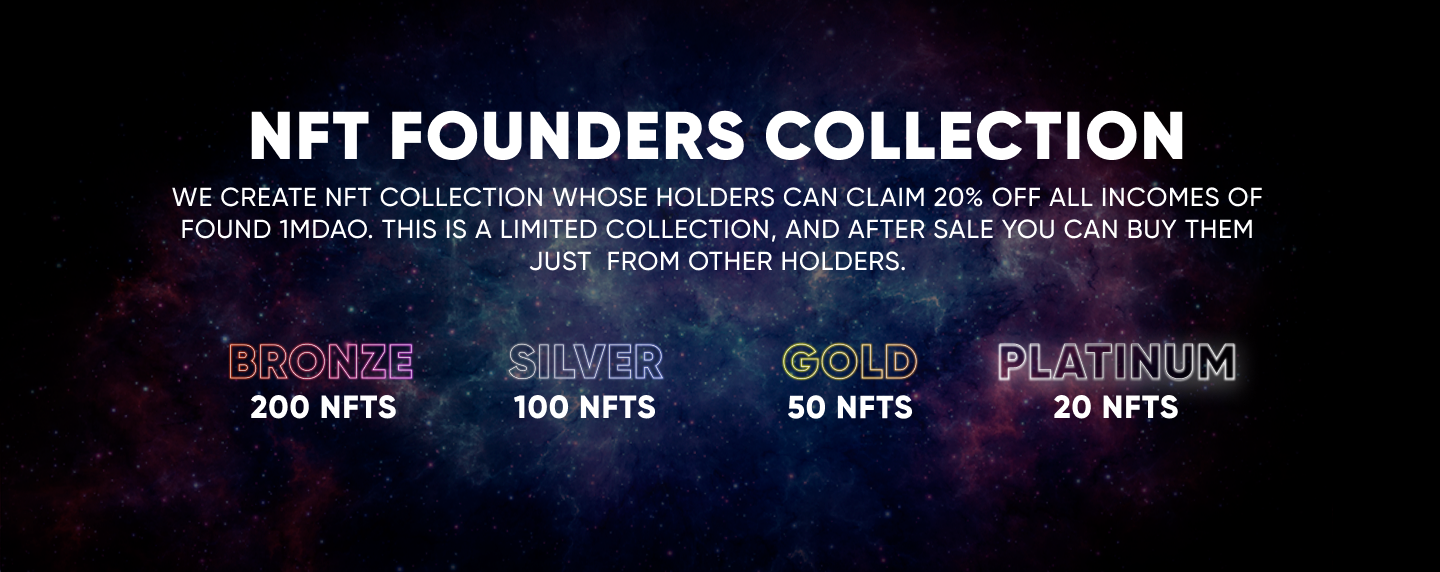 NFT FOUNDERS COLLECTION
WE CREATE NFT COLLECTION WHOSE HOLDERS CAN CLAIM 20% OFF ALL INCOMES OF
FOUND 1MDAO. THIS IS A LIMITED COLLECTION, AND AFTER SALE YOU CAN BUY THEM
JUST  FROM OTHER HOLDERS.
BRONZE SILVER GOLD PLATINUM
200 NFTS 100 NFTS 50 NFTS 20 NFTS